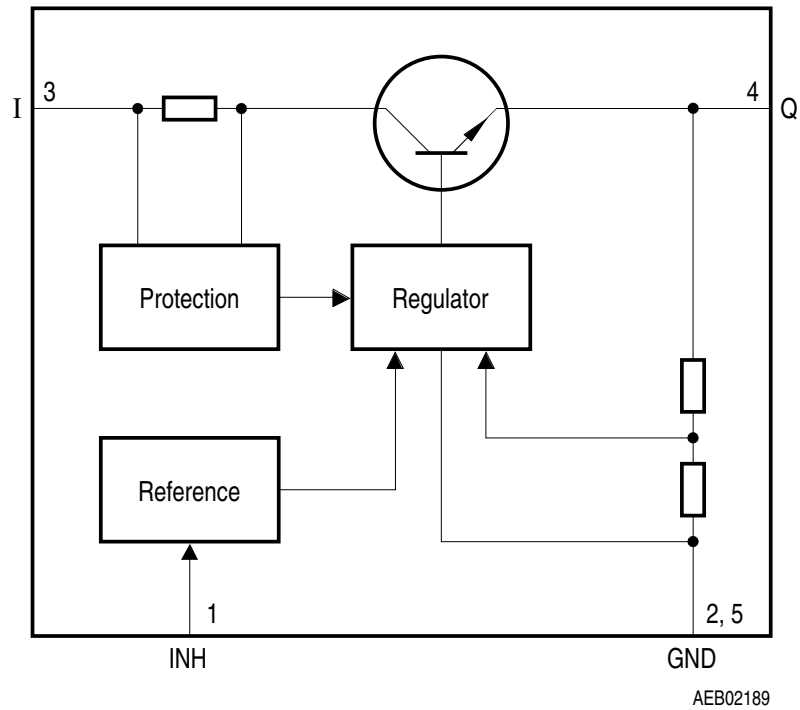 I 3 4 Q
Protection Regulator
Reference
1 2, 5
INH GND
AEB02189